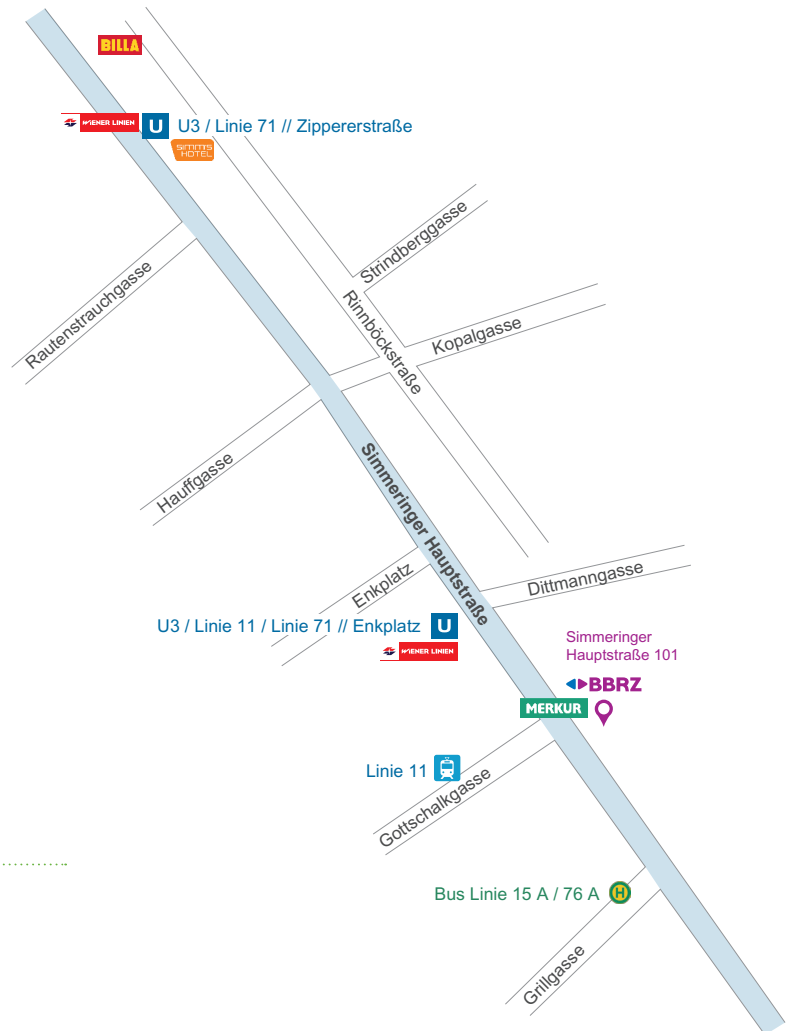 BILLA
WIENER LINIEN
U
U3 / Linie 71 // Zippererstraße
SIMMS
HOTEL
Strindberggasse
Rautenstrauchgasse
Rinnböckstraße
Kopalgasse
Hauffgasse
Simmeringer Hauptstraße
Enkplatz
Dittmanngasse
U3 / Linie 11 / Linie 71 // Enkplatz
U
WIENER LINIEN
Simmeringer
Hauptstraße 101
BBRZ
MERKUR
Linie 11
Gottschalkgasse
Bus Linie 15 A / 76 A
H
Grillgasse